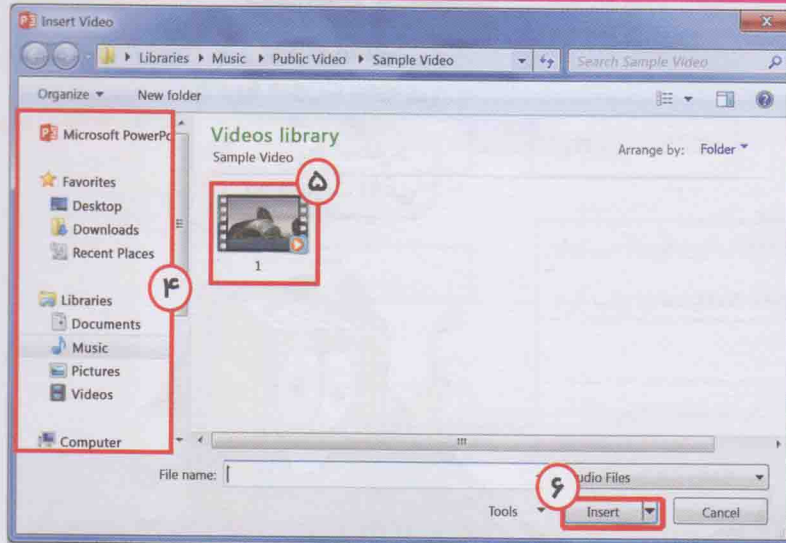 Insert Video
Libraries Music Public Video Sample Video
Search Sample Video
Organize New folder
Microsoft PowerPo
Favorites
Desktop
Downloads
Recent Places
Libraries
Documents
Music
Pictures
Videos
Computer
۴
Videos library
Sample Video
Arrange by: Folder
۵
1
File name:
udio Files
۶
Tools Insert Cancel